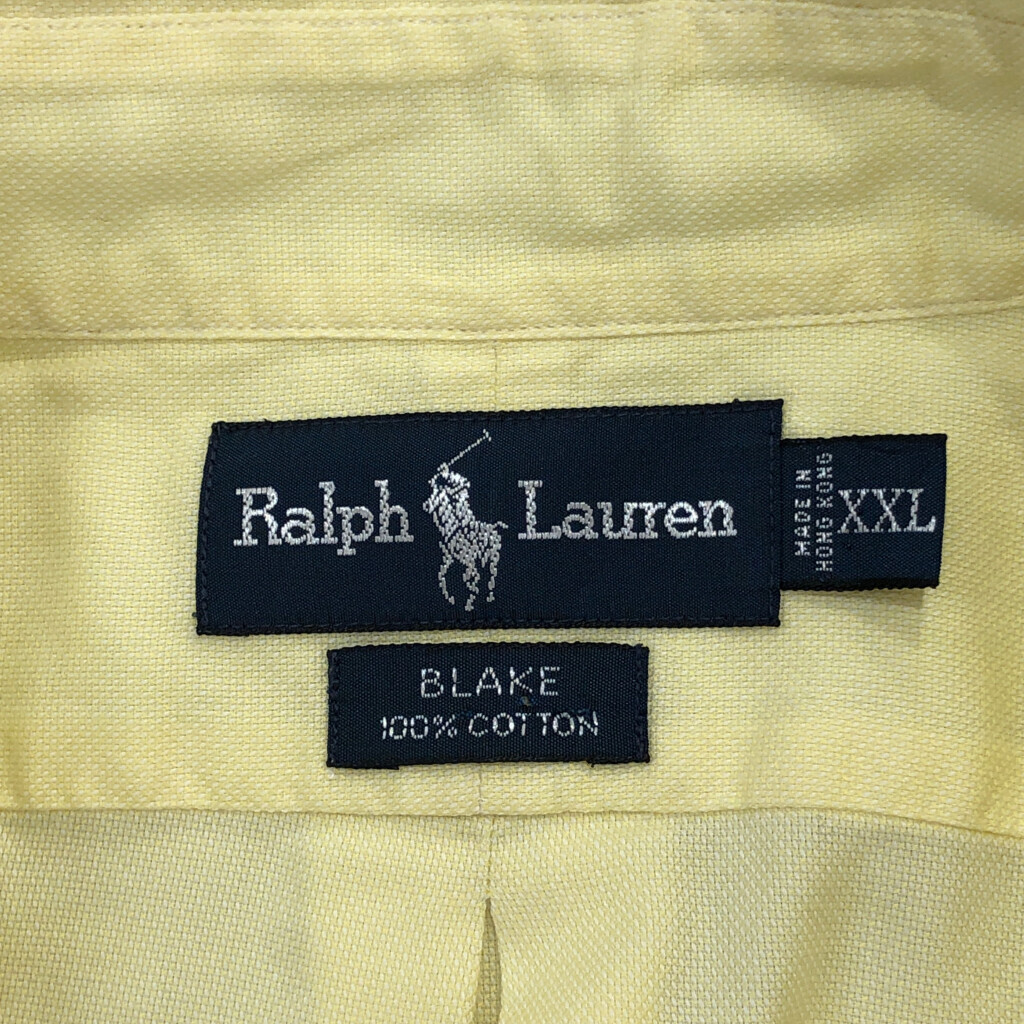 Ralph Lauren
MADE IN
HONG KONG
XXL
BLAKE
100% COTTON